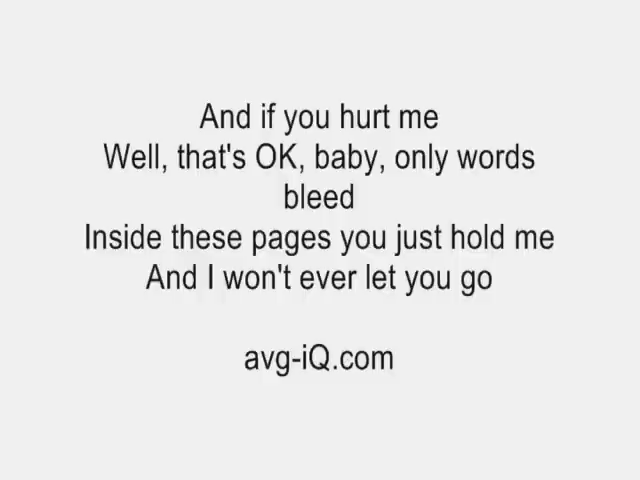 And if you hurt me
Well, that's OK, baby, only words
bleed
Inside these pages you just hold me
And I won't ever let you go
avg-iQ.com